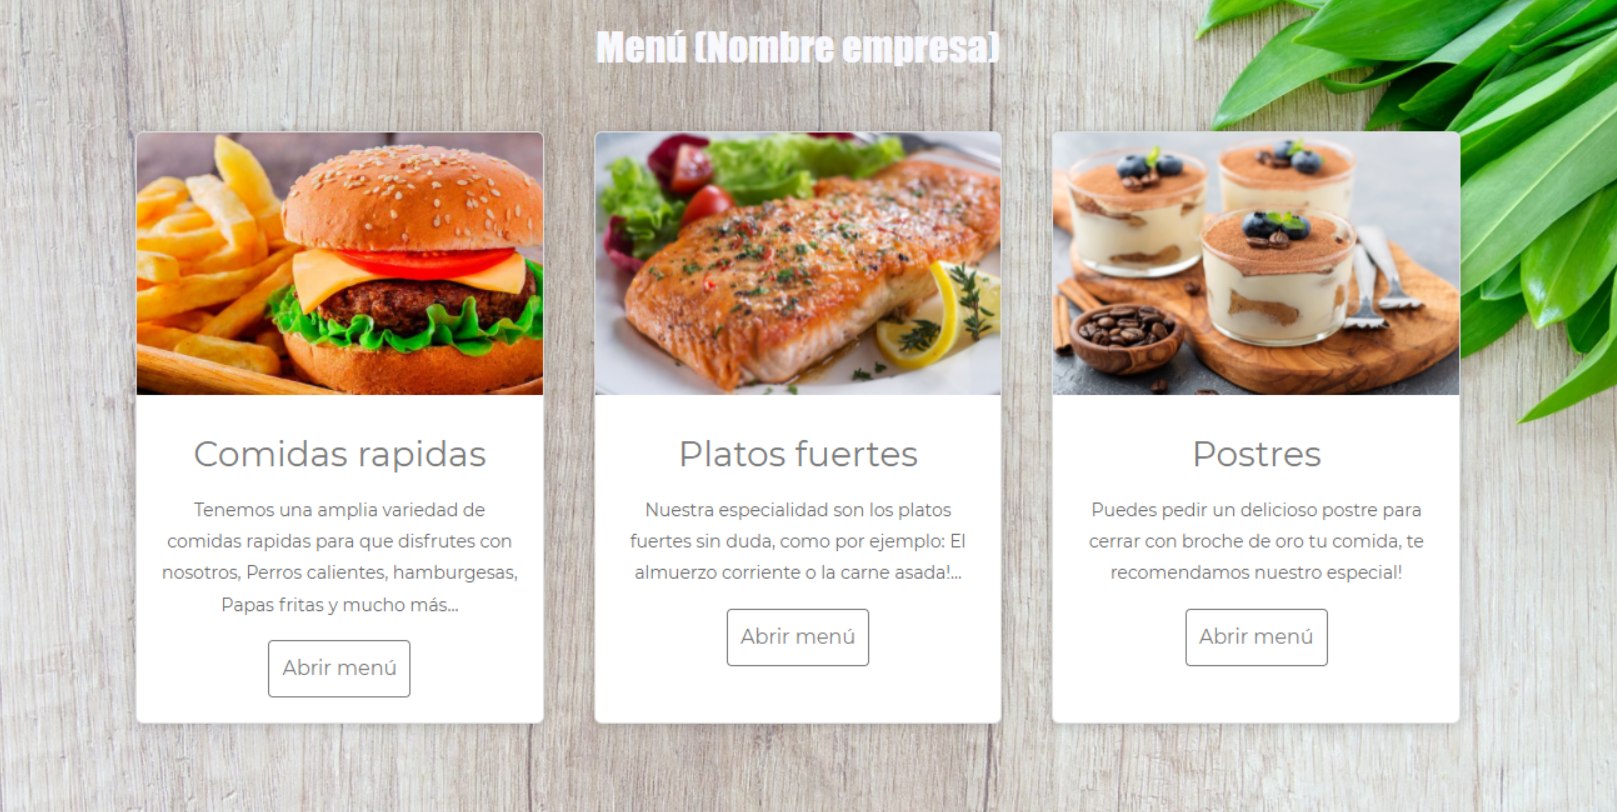 Menú (Nombre empresa)
Comidas rapidas
Tenemos una amplia variedad de
comidas rapidas para que disfrutes con
nosotros, Perros calientes, hamburgesas,
Papas fritas y mucho más...
Abrir menú
Platos fuertes
Nuestra especialidad son los platos
fuertes sin duda, como por ejemplo: El
almuerzo corriente o la carne asada!...
Abrir menú
Postres
Puedes pedir un delicioso postre para
cerrar con broche de oro tu comida, te
recomendamos nuestro especial!
Abrir menú